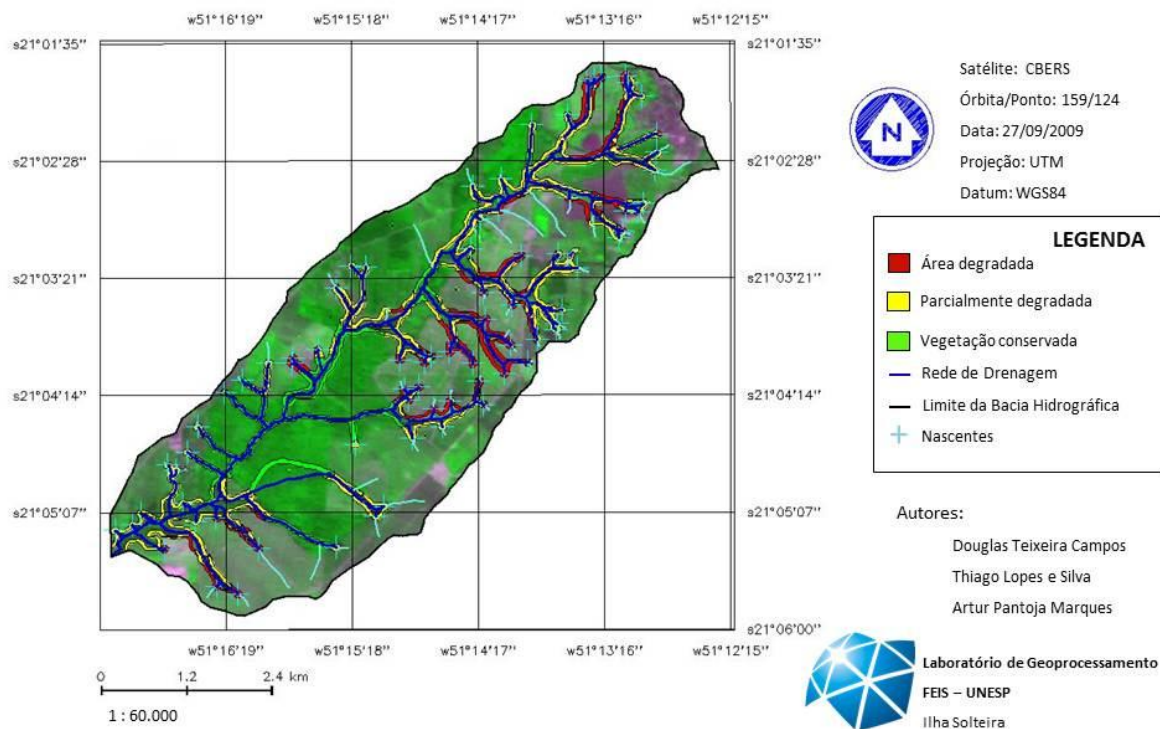 w51°16'19" w51°15'18" w51°14'17" w51°13'16" w51°12'15"
s21°01'35" s21°01'35"
s21°02'28" s21°02'28"
s21°03'21" s21°03'21"
s21°04'14" s21°04'14"
s21°05'07" s21°05'07"
s21°06'00" s21°06'00"
w51°16'19" w51°15'18" w51°14'17" w51°13'16" w51°12'15"
0 1.2 2.4 km
1 : 60.000
Satélite: CBERS
Órbita/Ponto: 159/124
Data: 27/09/2009
Projeção: UTM
Datum: WGS84
N
LEGENDA
Área degradada
Parcialmente degradada
Vegetação conservada
Rede de Drenagem
Limite da Bacia Hidrográfica
Nascentes
Autores:
Douglas Teixeira Campos
Thiago Lopes e Silva
Artur Pantoja Marques
Laboratório de Geoprocessamento
FEIS – UNESP
Ilha Solteira